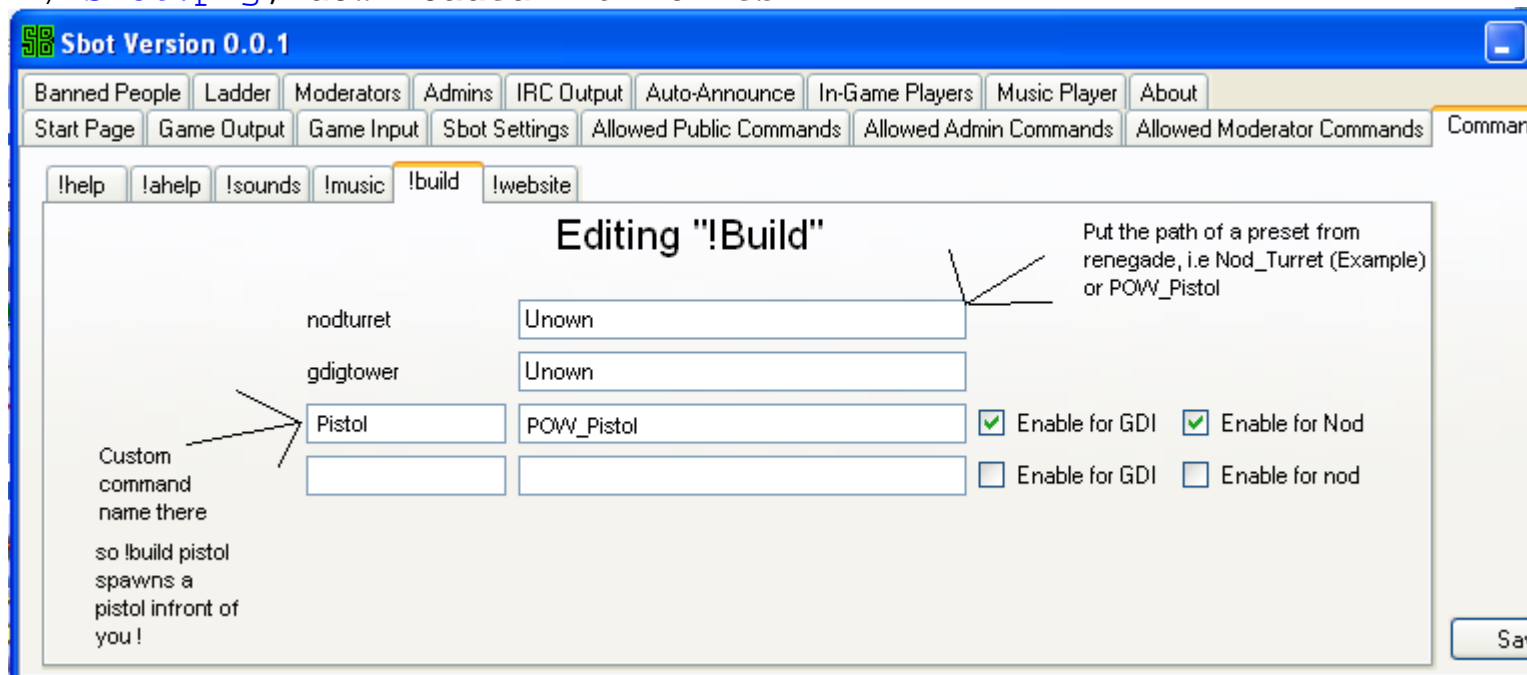 Sbot Version 0.0.1
Banned People Ladder Moderators Admins IRC Output Auto-Announce In-Game Players Music Player About
Start Page Game Output Game Input Sbot Settings Allowed Public Commands Allowed Admin Commands Allowed Moderator Commands
!help !ahelp !sounds !music !build !website
Editing "!Build"
Put the path of a preset from
renegade, i.e Nod_Turret (Example)
or POW_Pistol
nodturret Unown
gdigtower Unown
Pistol POW_Pistol Enable for GDI Enable for Nod
Enable for GDI Enable for nod
Custom
command
name there
so !build pistol
spawns a
pistol infront of
you !